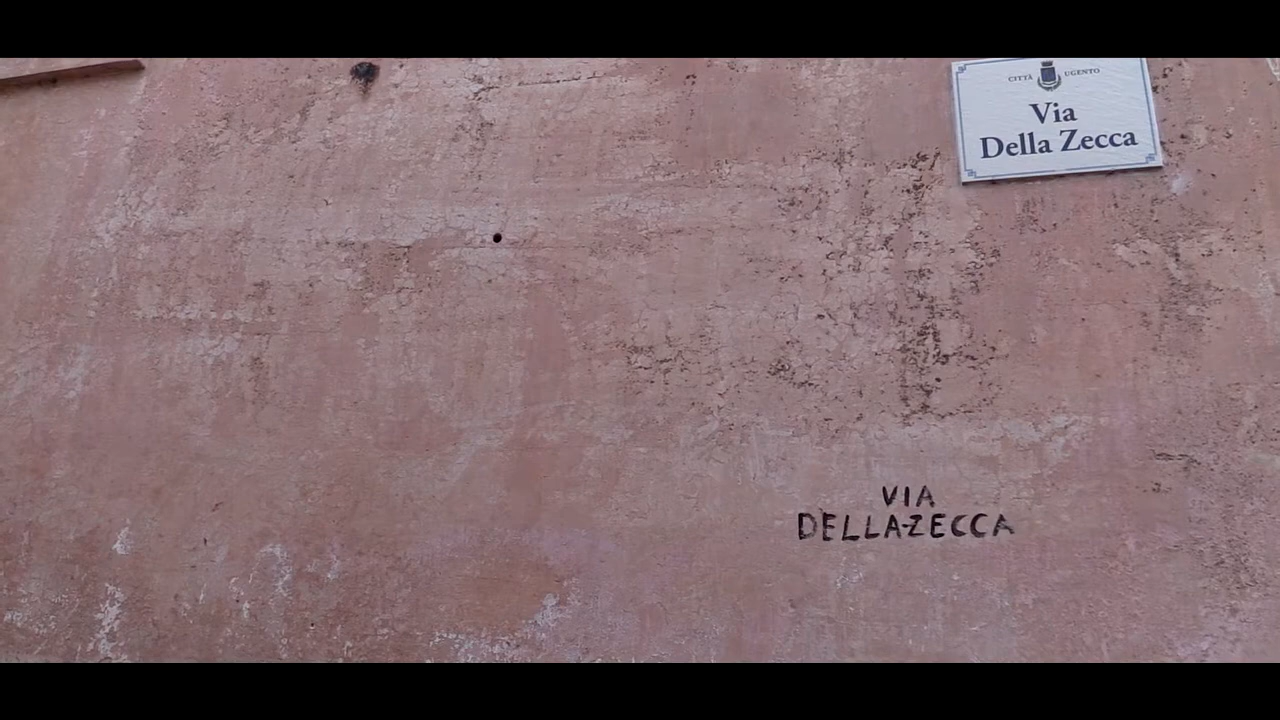 CITTÀ UGENTO
Via
Della Zecca
VIA
DELLA-ZECCA